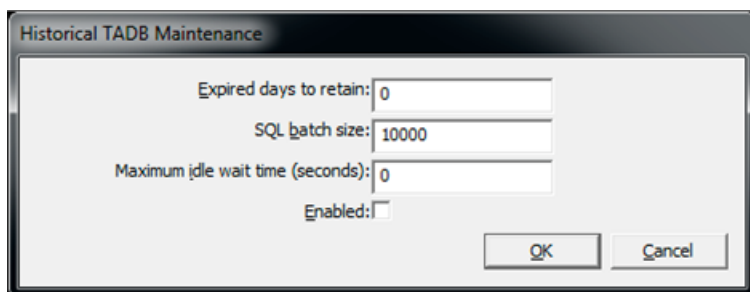 Historical TADB Maintenance
Expired days to retain: 0
SQL batch size: 10000
Maximum idle wait time (seconds): 0
Enabled:
OK Cancel